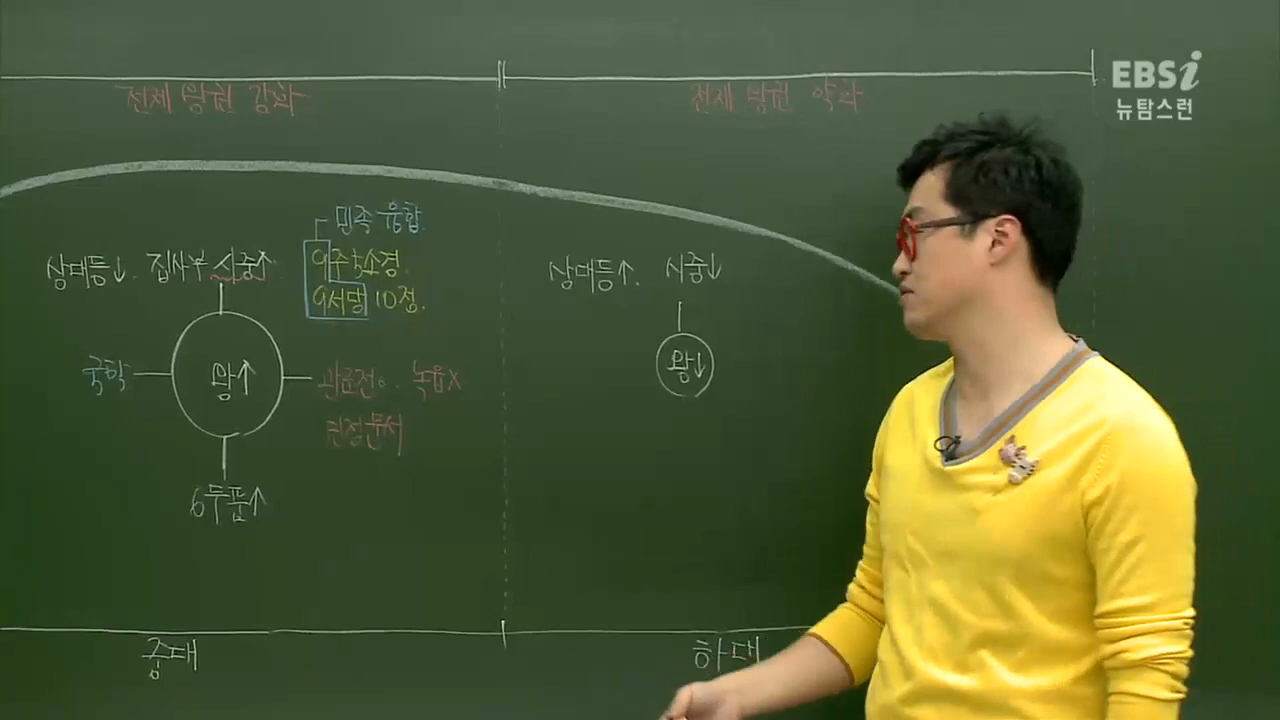 전제 왕권 강화
전제 왕권 약화
EBSi
뉴탐스런
민족 융합
상대등↓ 집사부 시중↑
9주 5소경
9서당 10정
상대등↑ 시중↓
국학
왕↑
관료전 ○ 녹읍 X
민정문서
왕↓
6두품↑
중대
하대